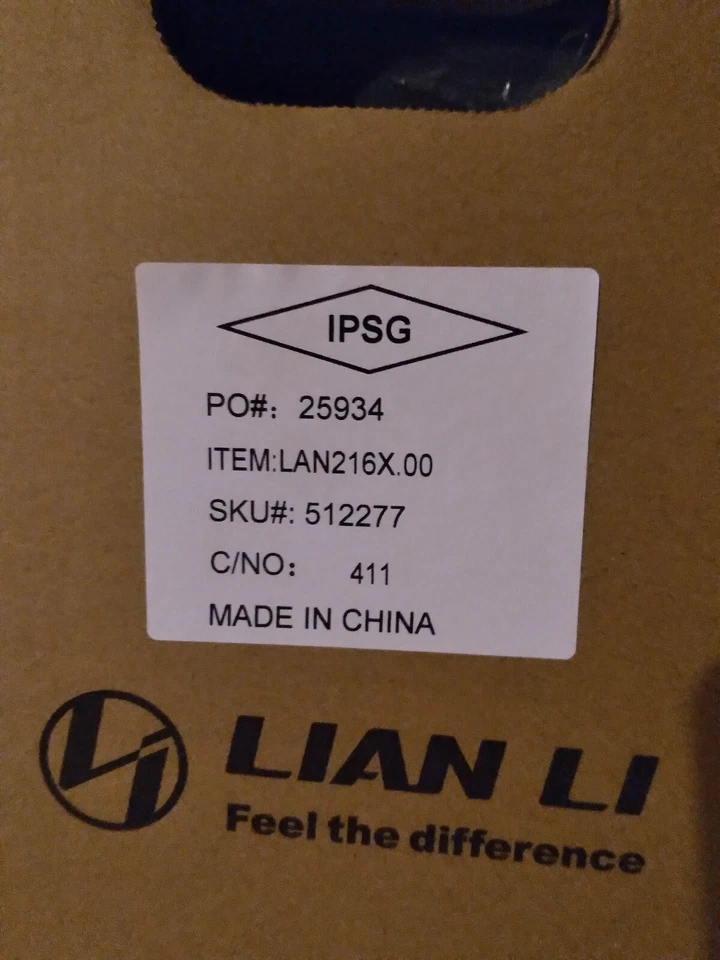 IPSG
PO#: 25934
ITEM:LAN216X.00
SKU#: 512277
C/NO: 411
MADE IN CHINA
LIAN LI
Feel the difference